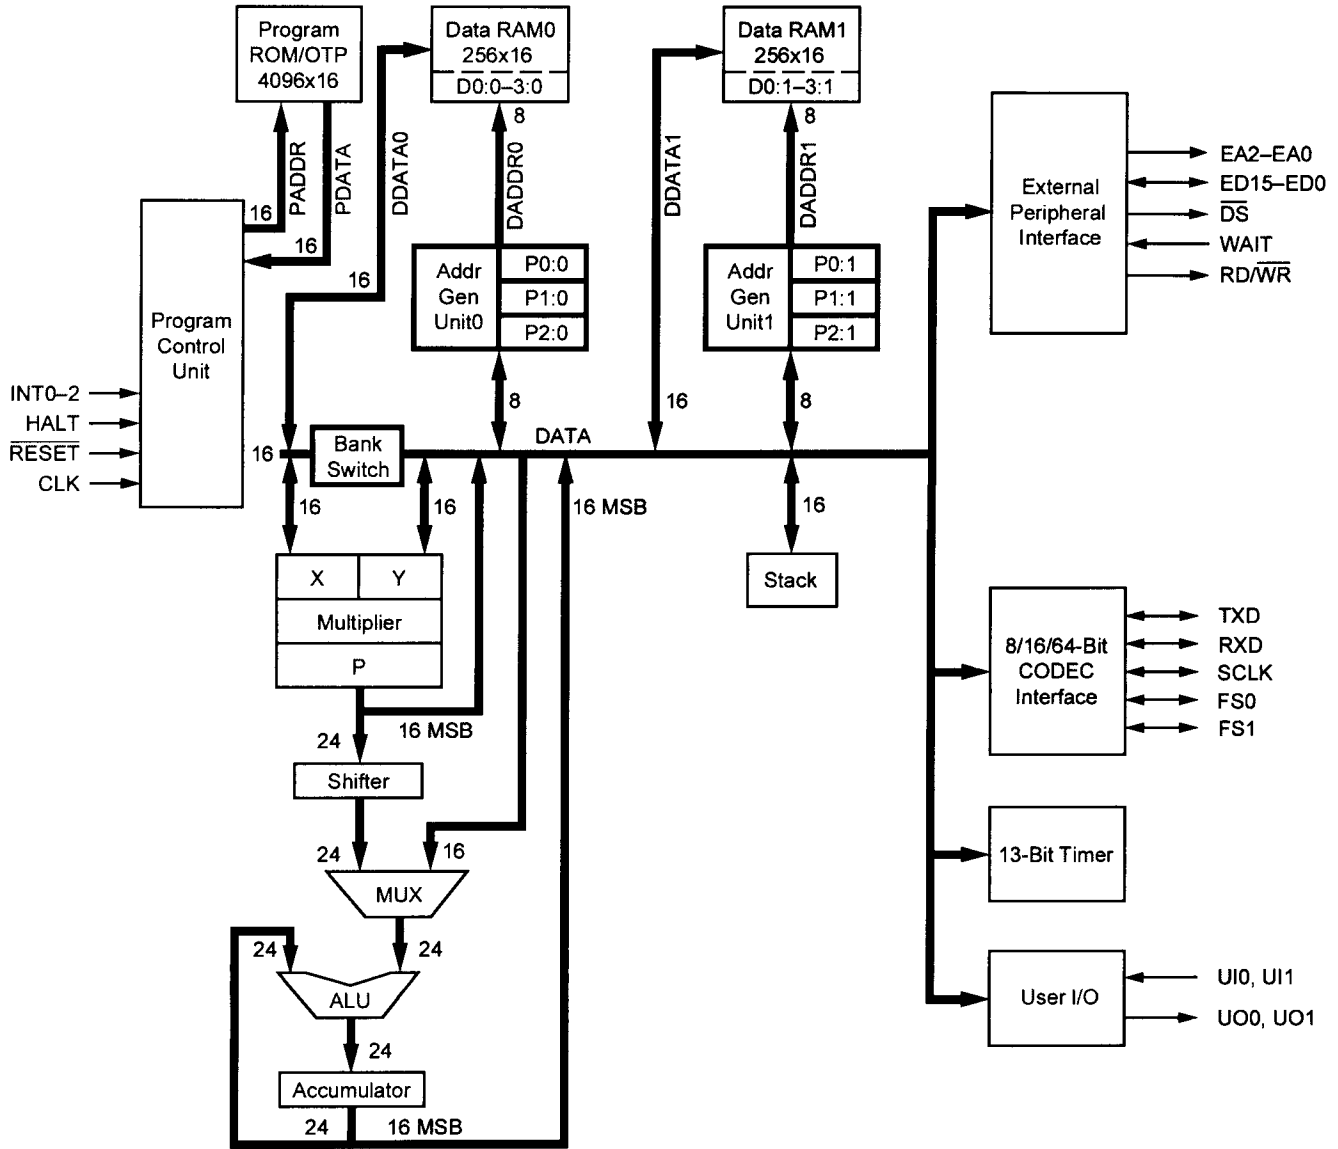 Program
ROM/OTP
4096x16
Data RAM0
256x16
D0:0–3:0
Data RAM1
256x16
D0:1–3:1
8
8
PADDR
PDATA
DDATA0
DADDR0
DDATA1
DADDR1
16
16
16
Program
Control
Unit
INT0–2
HALT
RESET
CLK
Addr
Gen
Unit0
P0:0
P1:0
P2:0
Addr
Gen
Unit1
P0:1
P1:1
P2:1
External
Peripheral
Interface
EA2–EA0
ED15–ED0
DS
WAIT
RD/WR
8
16
8
16
Bank
Switch
DATA
16
16
16 MSB
16
X
Y
Multiplier
P
Stack
16 MSB
24
Shifter
24
16
MUX
24
24
ALU
24
Accumulator
24
16 MSB
8/16/64-Bit
CODEC
Interface
TXD
RXD
SCLK
FS0
FS1
13-Bit Timer
User I/O
UI0, UI1
UO0, UO1